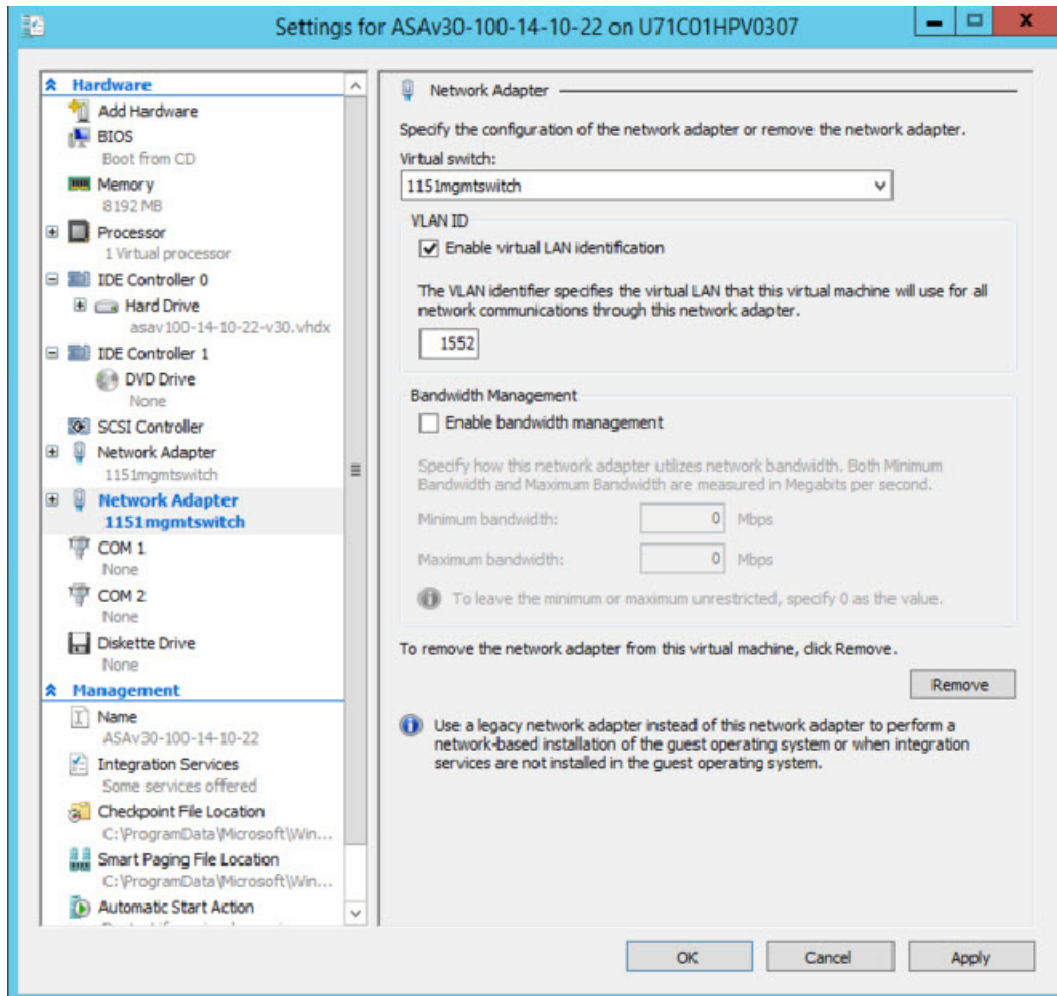 Settings for ASAv30-100-14-10-22 on U71C01HPV0307
Hardware
Add Hardware
BIOS
Boot from CD
Memory
8192 MB
Processor
1 Virtual processor
IDE Controller 0
Hard Drive
asav100-14-10-22-v30.vhdx
IDE Controller 1
DVD Drive
None
SCSI Controller
Network Adapter
1151mgmtswitch
Network Adapter
1151mgmtswitch
COM 1
None
COM 2
None
Diskette Drive
None
Management
Name
ASAv30-100-14-10-22
Integration Services
Some services offered
Checkpoint File Location
C:\ProgramData\Microsoft\Win...
Smart Paging File Location
C:\ProgramData\Microsoft\Win...
Automatic Start Action
Network Adapter
Specify the configuration of the network adapter or remove the network adapter.
Virtual switch:
1151mgmtswitch
VLAN ID
Enable virtual LAN identification
The VLAN identifier specifies the virtual LAN that this virtual machine will use for all
network communications through this network adapter.
1552
Bandwidth Management
Enable bandwidth management
Specify how this network adapter utilizes network bandwidth. Both Minimum
Bandwidth and Maximum Bandwidth are measured in Megabits per second.
Minimum bandwidth: 0 Mbps
Maximum bandwidth: 0 Mbps
To leave the minimum or maximum unrestricted, specify 0 as the value.
To remove the network adapter from this virtual machine, click Remove.
Remove
Use a legacy network adapter instead of this network adapter to perform a
network-based installation of the guest operating system or when integration
services are not installed in the guest operating system.
OK Cancel Apply